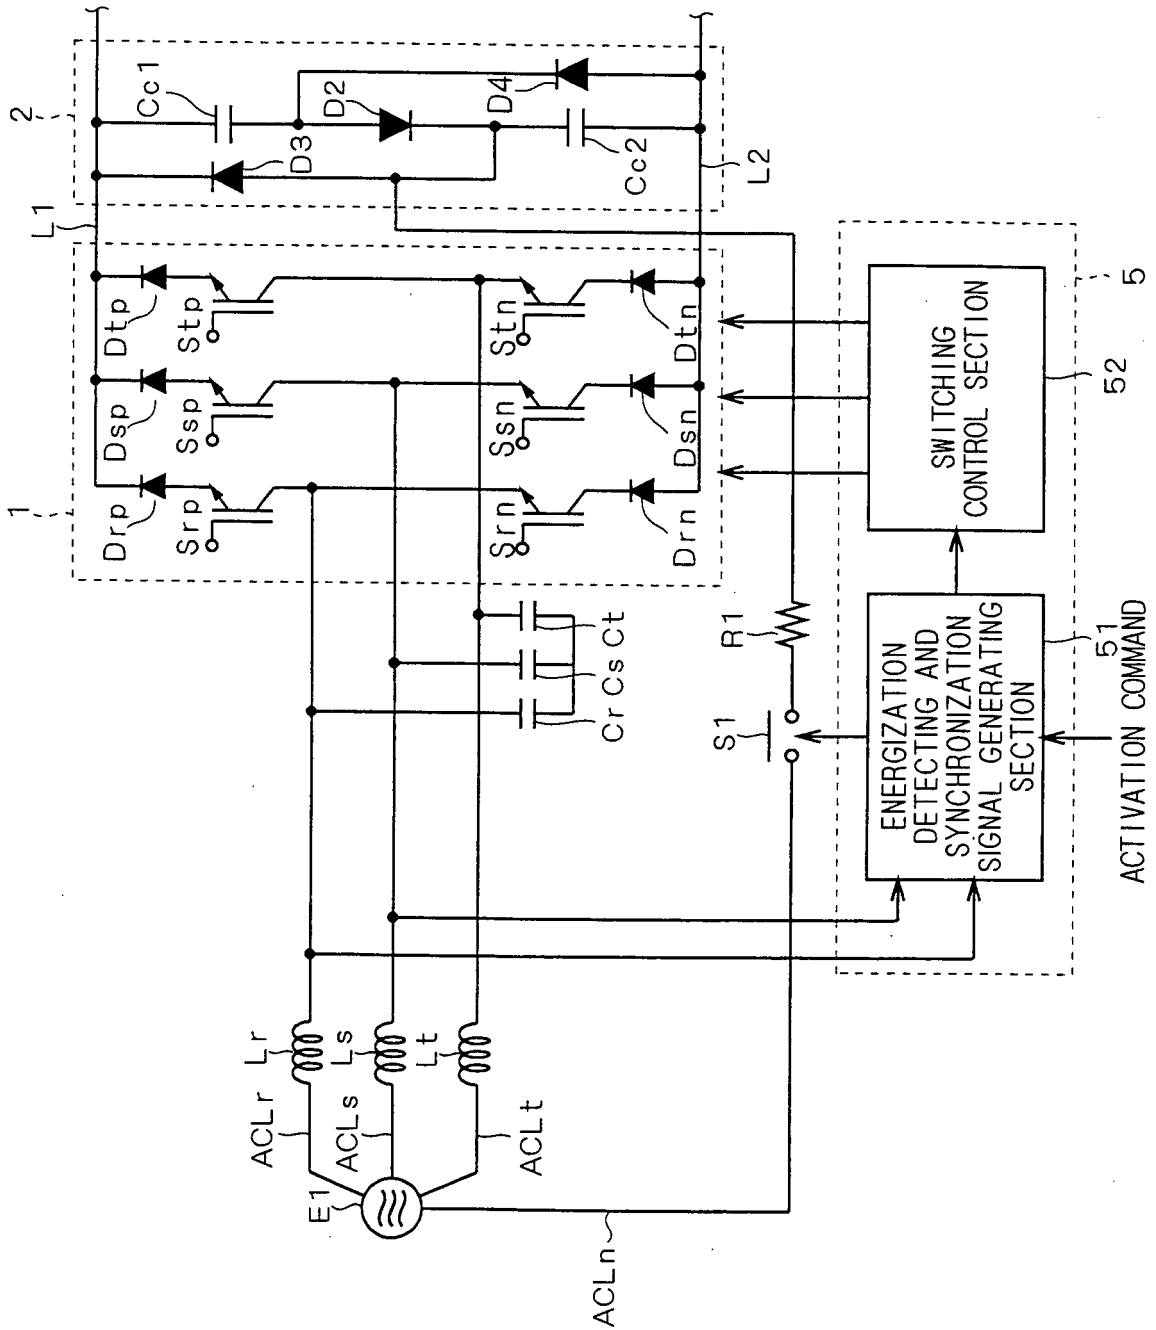 E1
ACLr
ACLs
ACLt
ACLn
Lr
Ls
Lt
Cr
Cs
Ct
1
Drp
Dsp
Dtp
Srp
Ssp
Stp
Srn
Ssn
Stn
Drn
Dsn
Dtn
L1
L2
2
Cc1
D3
D2
D4
Cc2
S1
R1
5
ENERGIZATION
DETECTING AND
SYNCHRONIZATION
SIGNAL GENERATING
SECTION
51
SWITCHING
CONTROL SECTION
52
ACTIVATION COMMAND